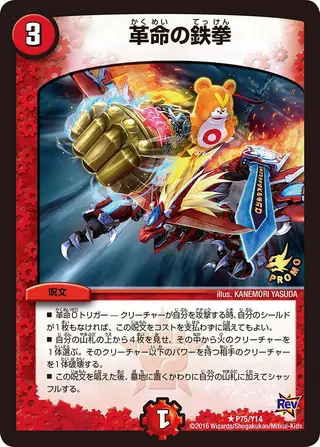 3
かくめい てっけん
革命の鉄拳
PROMO
illus. KANEMORI YASUDA
呪文
■ 革命0トリガー ― クリーチャーが自分を攻撃する時、自分のシールド
が1枚もなければ、この呪文をコストを支払わずに唱えてもよい。
■ 自分の山札の上から4枚を見せ、その中から火のクリーチャーを
1体選ぶ。そのクリーチャー以下のパワーを持つ相手のクリーチャー
を1体破壊する。
■ この呪文を唱えた後、墓地に置くかわりに自分の山札に加えてシャッ
フルする。
1
Rev
★P75/Y14
©2016 Wizards/Shogakukan/Mitsui-Kids